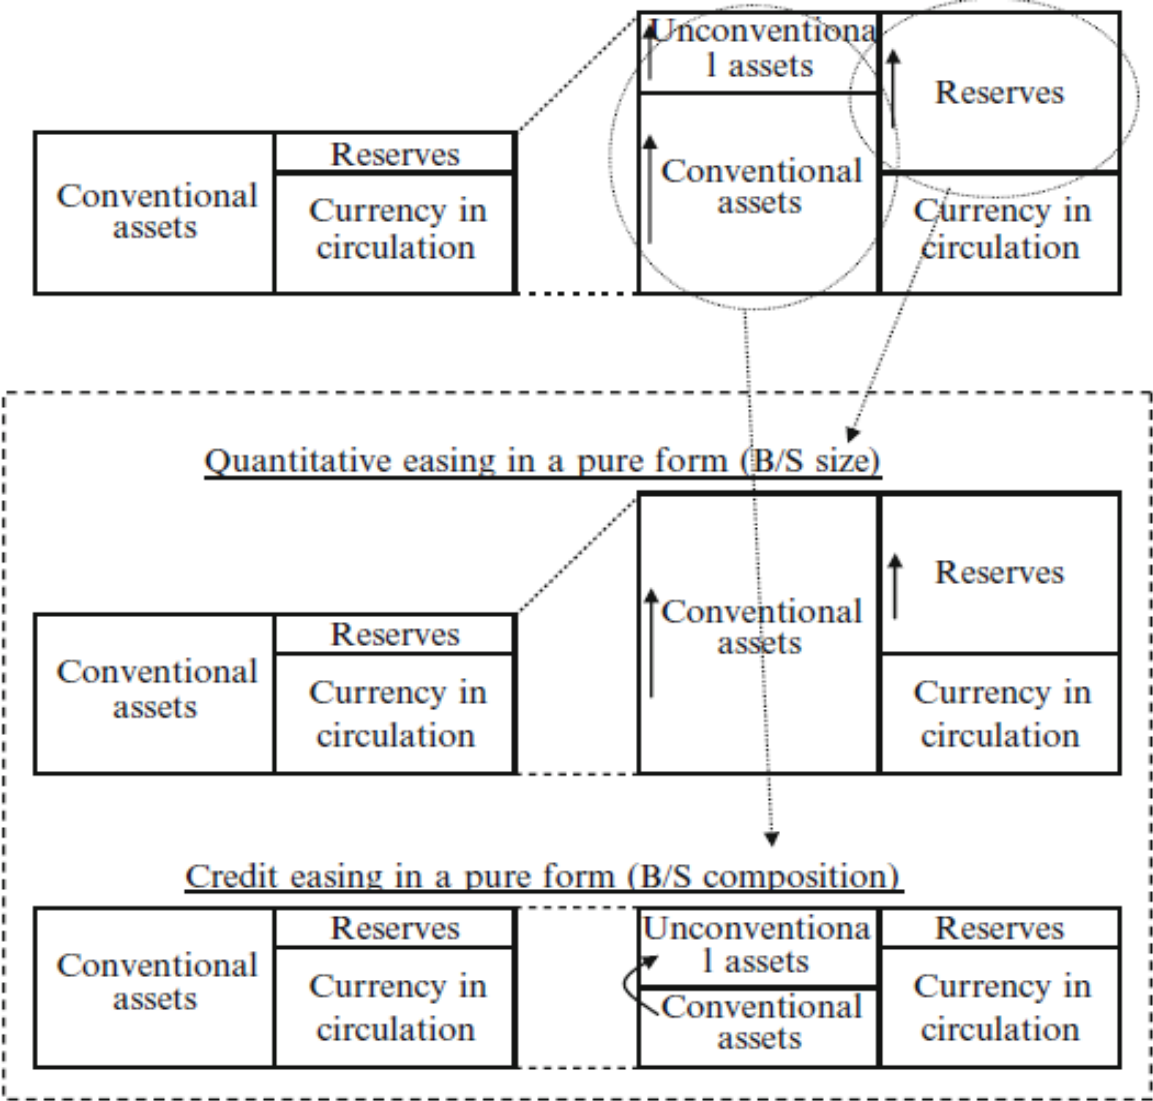 Unconventiona
l assets
Reserves
Conventional
assets
Currency in
circulation
Conventional
assets
Reserves
Currency in
circulation
Quantitative easing in a pure form (B/S size)
Conventional
assets
Reserves
Currency in
circulation
Conventional
assets
Reserves
Currency in
circulation
Credit easing in a pure form (B/S composition)
Conventional
assets
Reserves
Currency in
circulation
Unconventiona
l assets
Conventional
assets
Reserves
Currency in
circulation